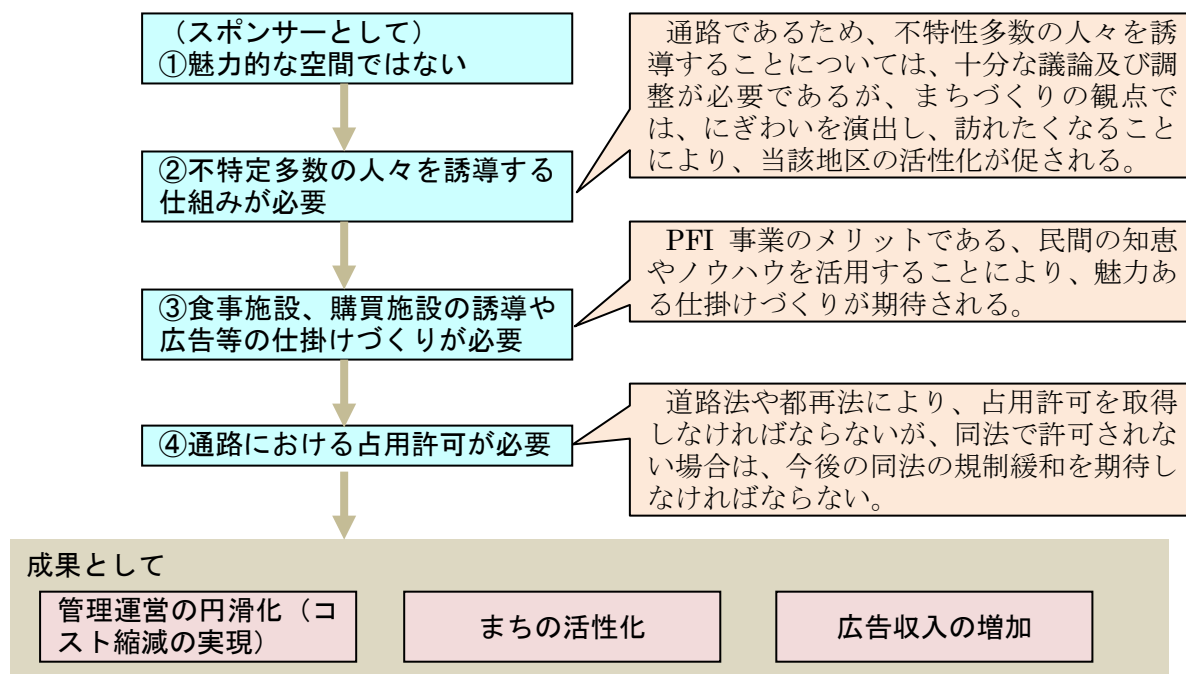 （スポンサーとして）
①魅力的な空間ではない
通路であるため、不特性多数の人々を誘
導することについては、十分な議論及び調
整が必要であるが、まちづくりの観点で
は、にぎわいを演出し、訪れたくなること
により、当該地区の活性化が促される。
②不特定多数の人々を誘導する
仕組みが必要
PFI 事業のメリットである、民間の知恵
やノウハウを活用することにより、魅力あ
る仕掛けづくりが期待される。
③食事施設、購買施設の誘導や
広告等の仕掛けづくりが必要
道路法や都再法により、占用許可を取得
しなければならないが、同法で許可されな
い場合は、今後の同法の規制緩和を期待し
なければならない。
④通路における占用許可が必要
成果として
管理運営の円滑化（コ
スト縮減の実現）
まちの活性化
広告収入の増加